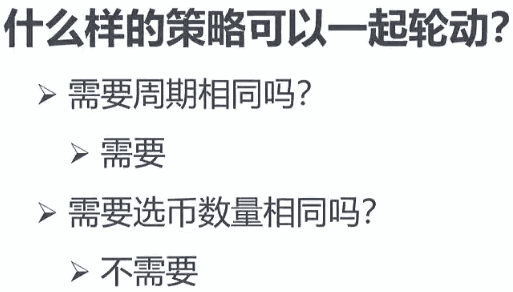 什么样的策略可以一起轮动?
➢ 需要周期相同吗?
➢ 需要
➢ 需要选币数量相同吗?
➢ 不需要